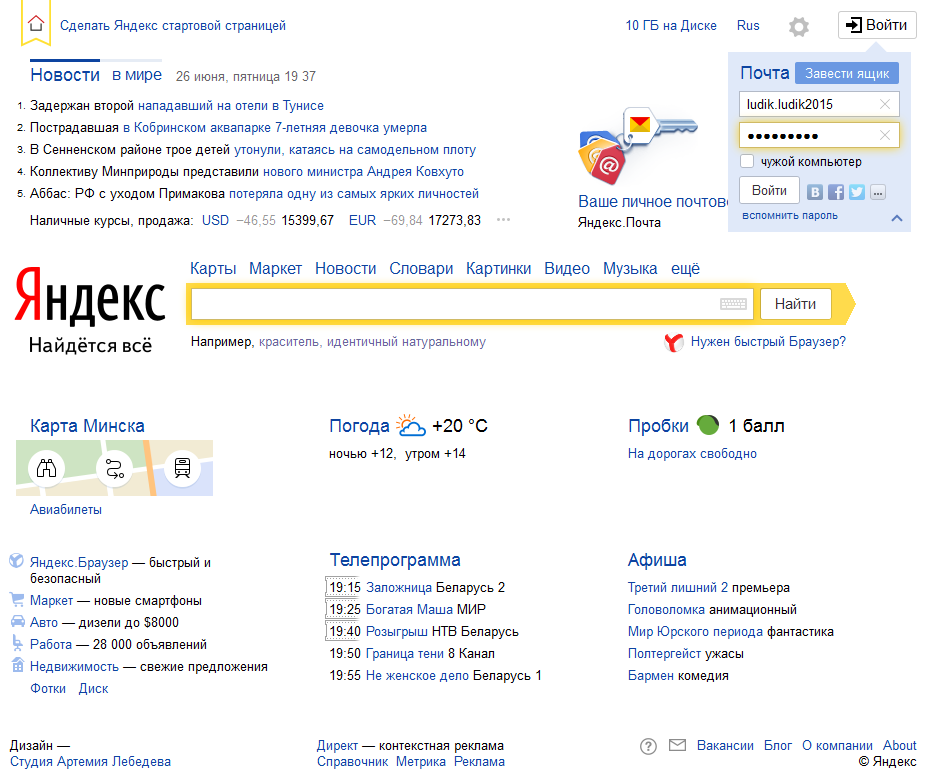 Сделать Яндекс стартовой страницей
10 ГБ на Диске Rus Войти
Новости в мире 26 июня, пятница 19 37
1. Задержан второй нападавший на отели в Тунисе
2. Пострадавшая в Кобринском аквапарке 7-летняя девочка умерла
3. В Сенненском районе трое детей утонули, катаясь на самодельном плоту
4. Коллективу Минприроды представили нового министра Андрея Ковхуто
5. Аббас: РФ с уходом Примакова потеряла одну из самых ярких личностей
Наличные курсы, продажа: USD −46,55 15399,67 EUR −69,84 17273,83 ···
Ваше личное почтово
Яндекс.Почта
Почта Завести ящик
ludik.ludik2015
•••••••••
чужой компьютер
Войти
вспомнить пароль
Карты Маркет Новости Словари Картинки Видео Музыка ещё
Яндекс
Найдётся всё
Найти
Например, краситель, идентичный натуральному
Нужен быстрый Браузер?
Карта Минска
Авиабилеты
Погода +20 °C
ночью +12, утром +14
Пробки 1 балл
На дорогах свободно
Яндекс.Браузер — быстрый и
безопасный
Маркет — новые смартфоны
Авто — дизели до $8000
Работа — 28 000 объявлений
Недвижимость — свежие предложения
Фотки Диск
Телепрограмма
19:15 Заложница Беларусь 2
19:25 Богатая Маша МИР
19:40 Розыгрыш НТВ Беларусь
19:50 Граница тени 8 Канал
19:55 Не женское дело Беларусь 1
Афиша
Третий лишний 2 премьера
Головоломка анимационный
Мир Юрского периода фантастика
Полтергейст ужасы
Бармен комедия
Дизайн —
Студия Артемия Лебедева
Директ — контекстная реклама
Справочник Метрика Реклама
Вакансии Блог О компании About
© Яндекс